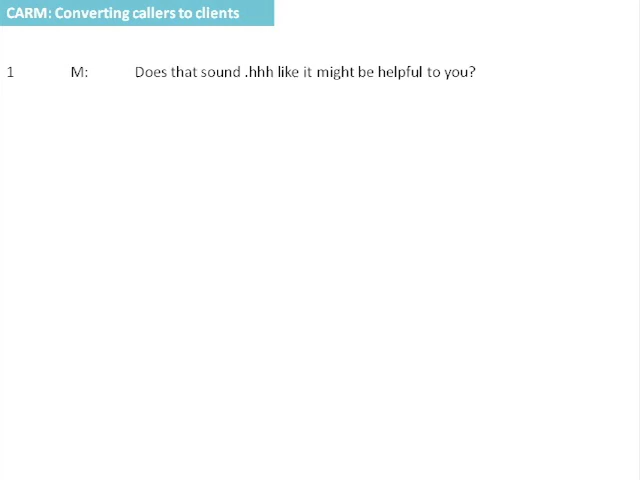 CARM: Converting callers to clients
1 M: Does that sound .hhh like it might be helpful to you?